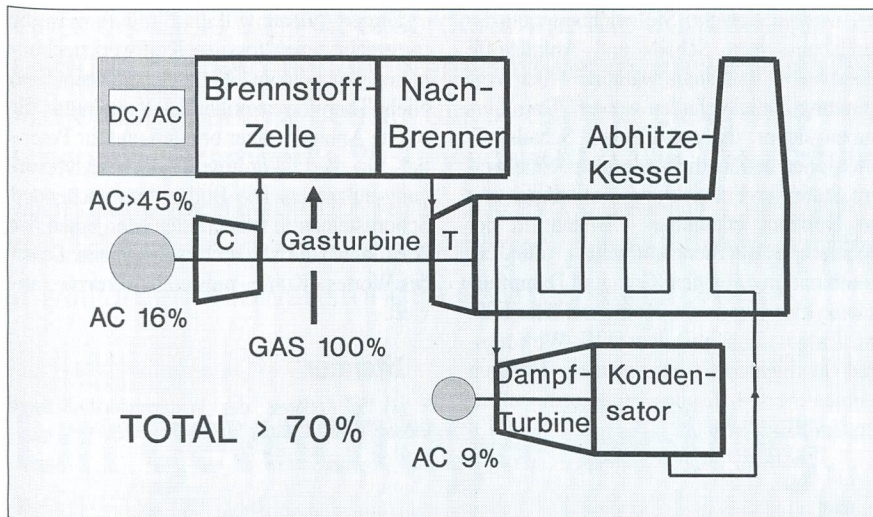 DC/AC
Brennstoff-
Zelle
Nach-
Brennen
Abhitze-
Kessel
AC>45%
C
Gasturbine
T
AC 16%
GAS 100%
Dampf-
Turbine
Konden-
sator
TOTAL > 70%
AC 9%